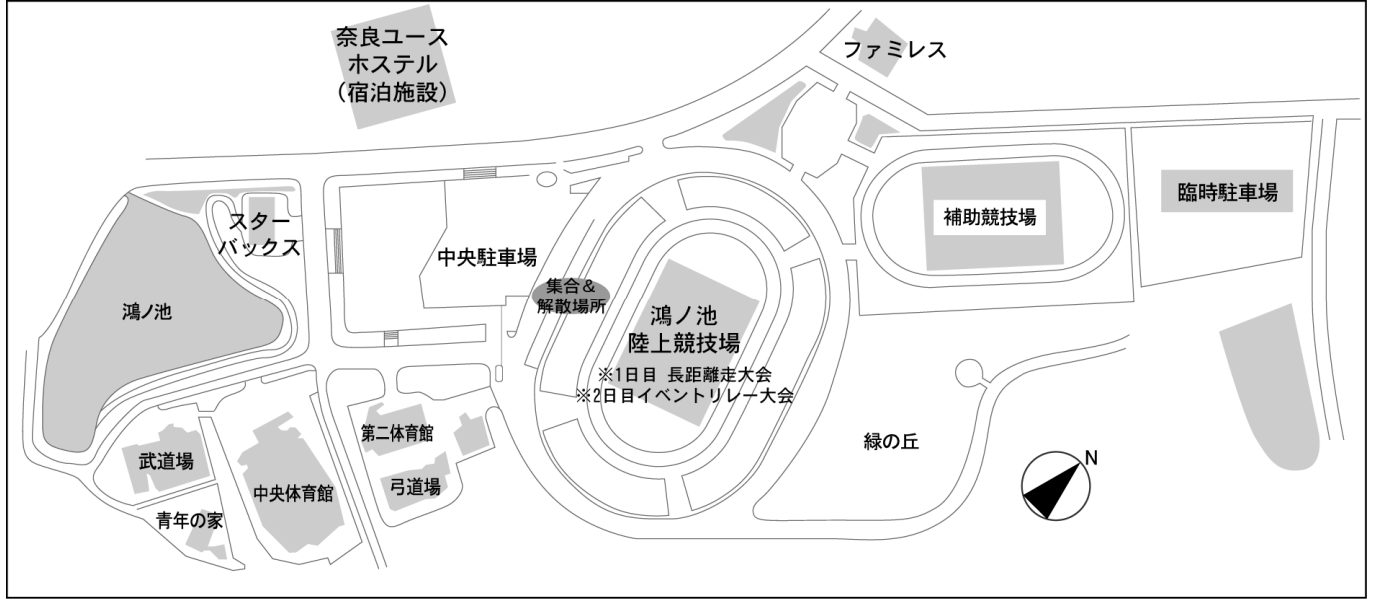 奈良ユース
ホステル
（宿泊施設）
ファミレス
スター
バックス
中央駐車場
補助競技場
臨時駐車場
鴻ノ池
集合＆
解散場所
鴻ノ池
陸上競技場
※1日目 長距離走大会
※2日目イベントリレー大会
第二体育館
緑の丘
N
武道場
中央体育館
弓道場
青年の家